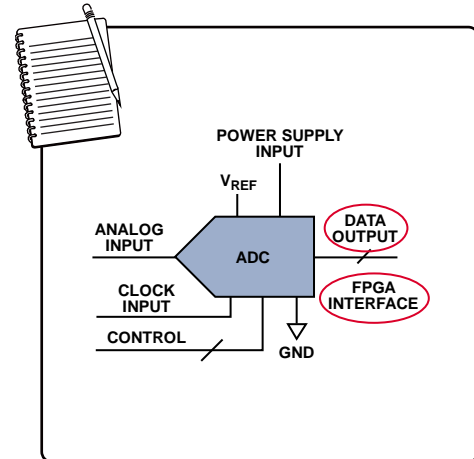 POWER SUPPLY
INPUT
VREF
ANALOG
INPUT
ADC
DATA
OUTPUT
CLOCK
INPUT
FPGA
INTERFACE
CONTROL
GND